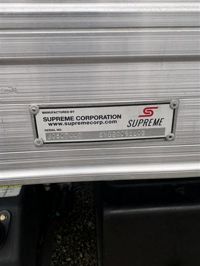 MANUFACTURED BY
SUPREME CORPORATION
www.supremecorp.com
SUPREME
SERIAL NO.